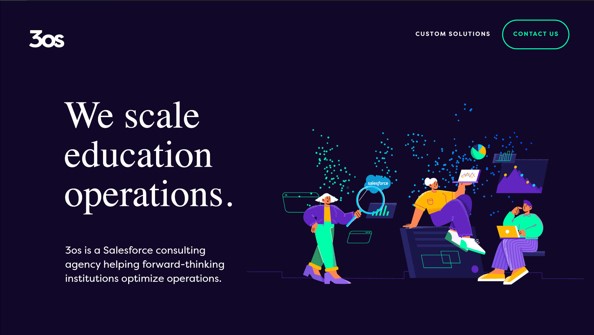 3os
CUSTOM SOLUTIONS
CONTACT US
We scale
education
operations.
salesforce
3os is a Salesforce consulting
agency helping forward-thinking
institutions optimize operations.